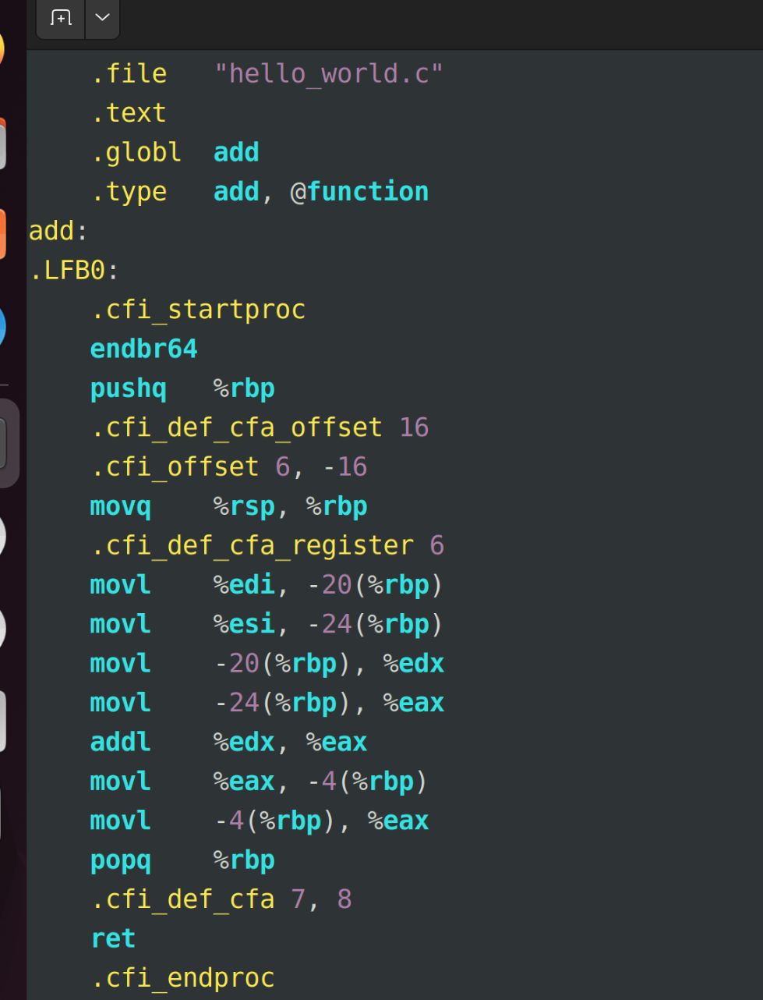 .file "hello_world.c"
.text
.globl add
.type add, @function
add:
.LFB0:
.cfi_startproc
endbr64
pushq %rbp
.cfi_def_cfa_offset 16
.cfi_offset 6, -16
movq %rsp, %rbp
.cfi_def_cfa_register 6
movl %edi, -20(%rbp)
movl %esi, -24(%rbp)
movl -20(%rbp), %edx
movl -24(%rbp), %eax
addl %edx, %eax
movl %eax, -4(%rbp)
movl -4(%rbp), %eax
popq %rbp
.cfi_def_cfa 7, 8
ret
.cfi_endproc